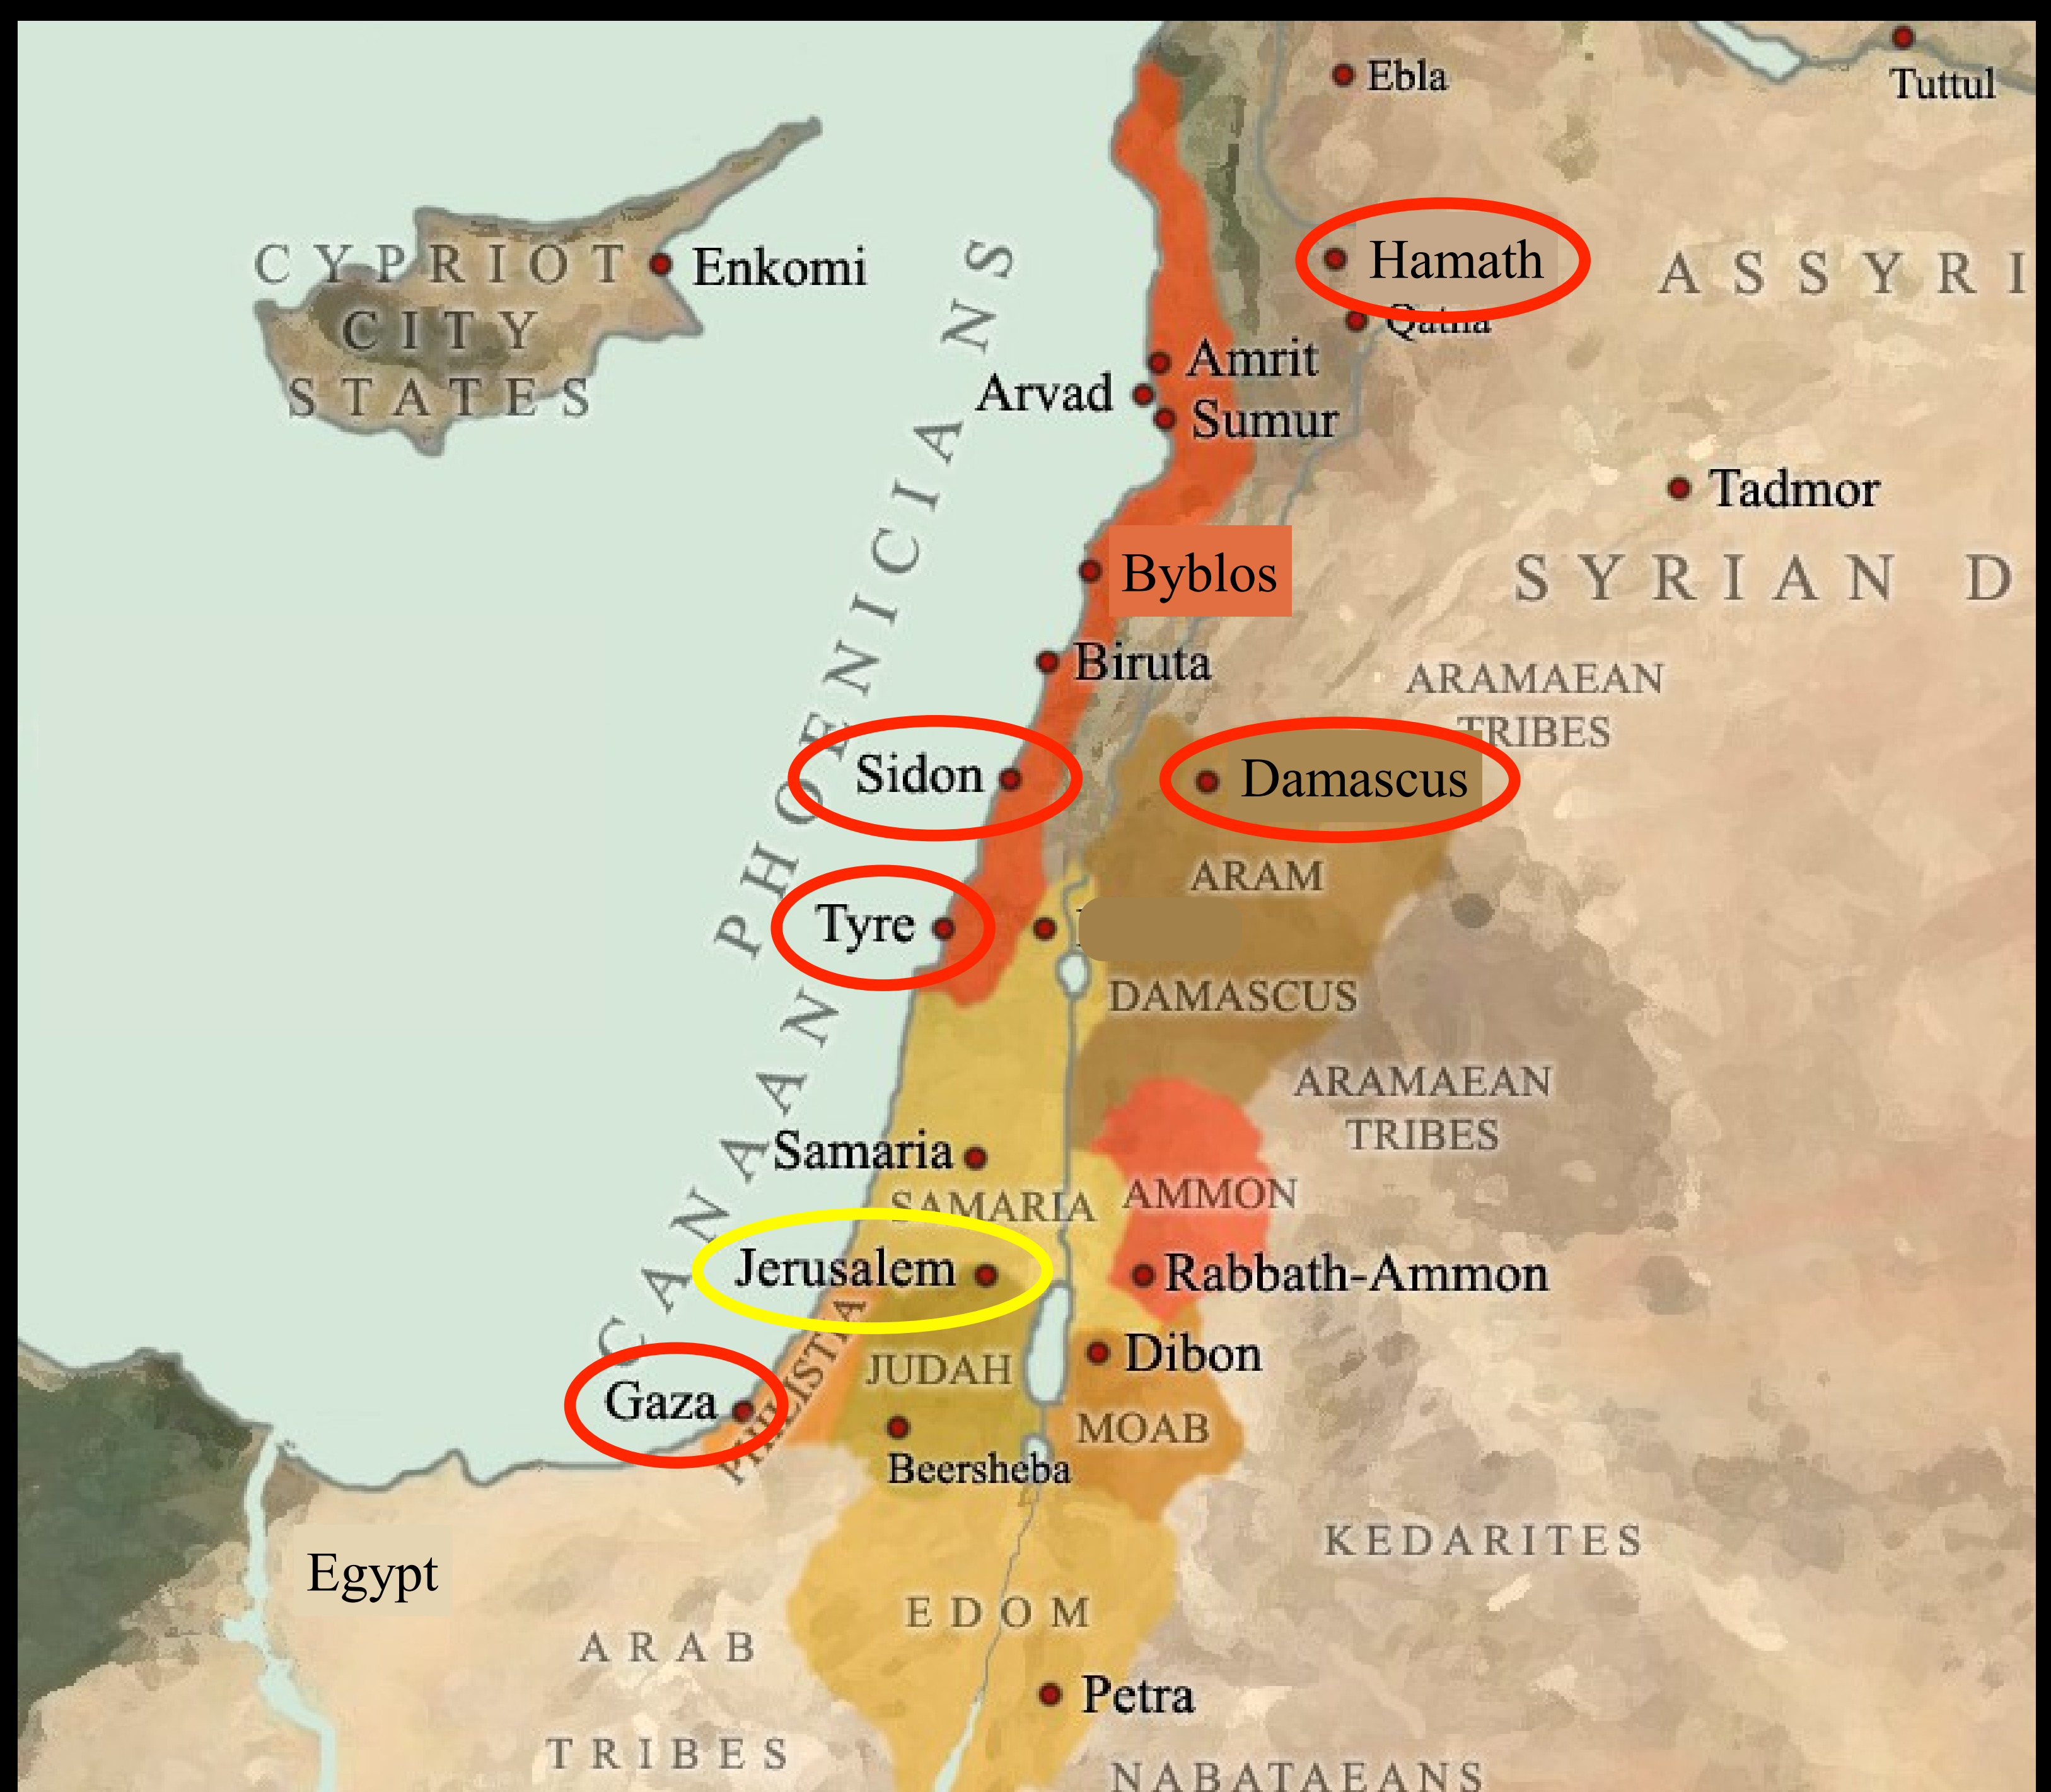 Ebla
Tuttul
CYPRIOT
CITY
STATES
Enkomi
Hamath
ASSYRI
Qatna
Amrit
Arvad
Sumur
Tadmor
Byblos
SYRIAN D
Biruta
ARAMAEAN
TRIBES
Sidon
Damascus
CANAAN PHOENICIANS
ARAM
Tyre
DAMASCUS
ARAMAEAN
TRIBES
Samaria
SAMARIA
AMMON
Jerusalem
Rabbath-Ammon
PHILISTIA
Dibon
JUDAH
Gaza
MOAB
Beersheba
KEDARITES
Egypt
EDOM
ARAB
TRIBES
Petra
NABATAEANS